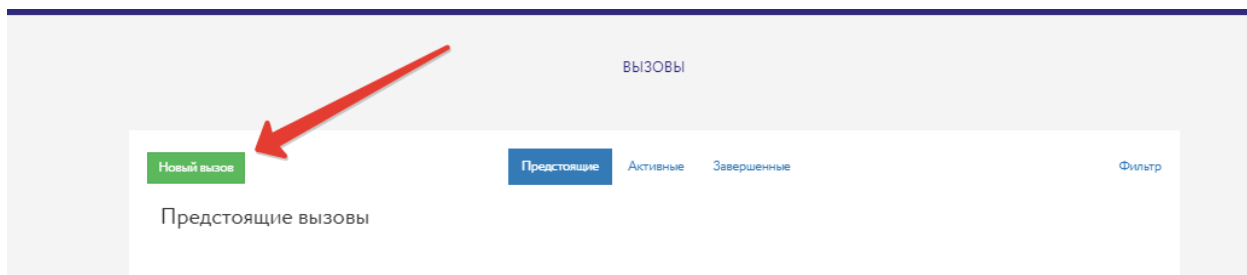 ВЫЗОВЫ
Новый вызов Предстоящие Активные Завершенные Фильтр
Предстоящие вызовы